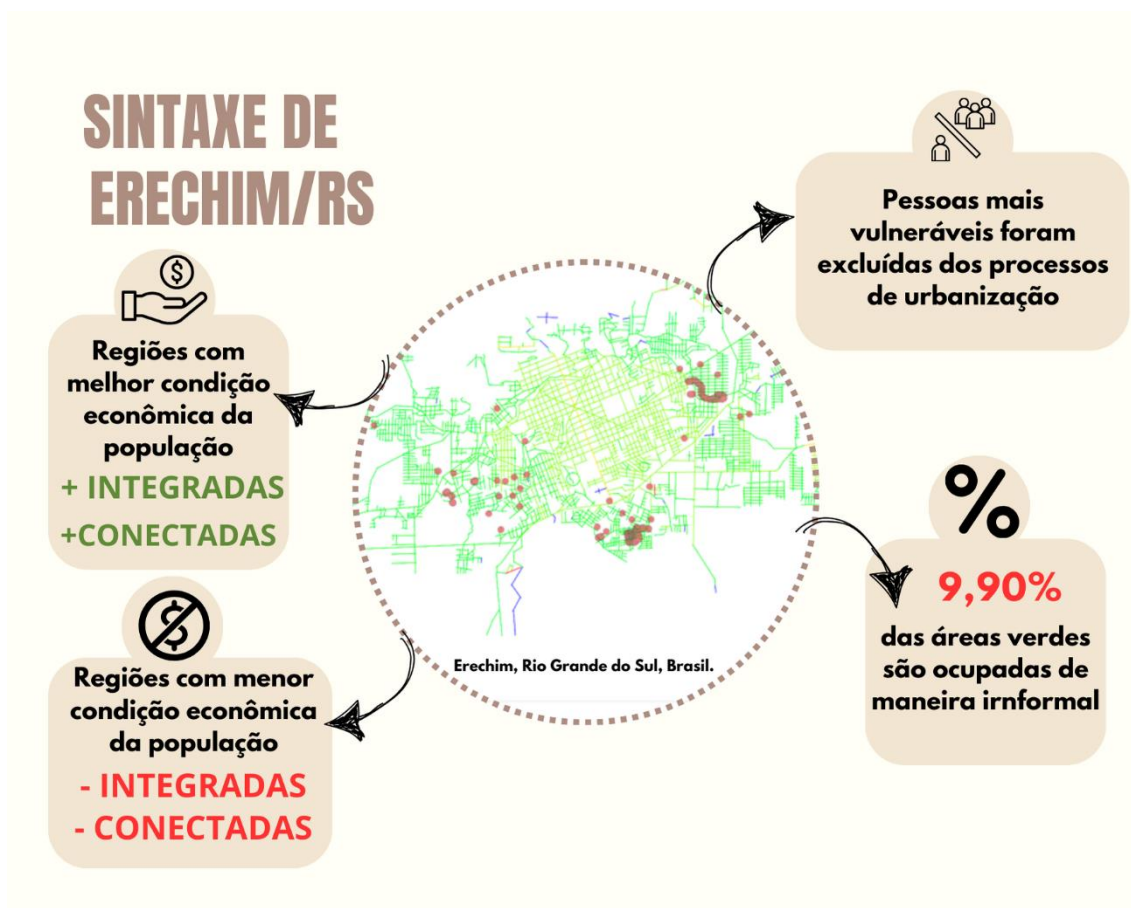 SINTAXE DE
ERECHIM/RS
$
Regiões com
melhor condição
econômica da
população
+ INTEGRADAS
+CONECTADAS
$
Regiões com menor
condição econômica
da população
- INTEGRADAS
- CONECTADAS
Erechim, Rio Grande do Sul, Brasil.
Pessoas mais
vulneráveis foram
excluídas dos processos
de urbanização
%
9,90%
das áreas verdes
são ocupadas de
maneira irnformal